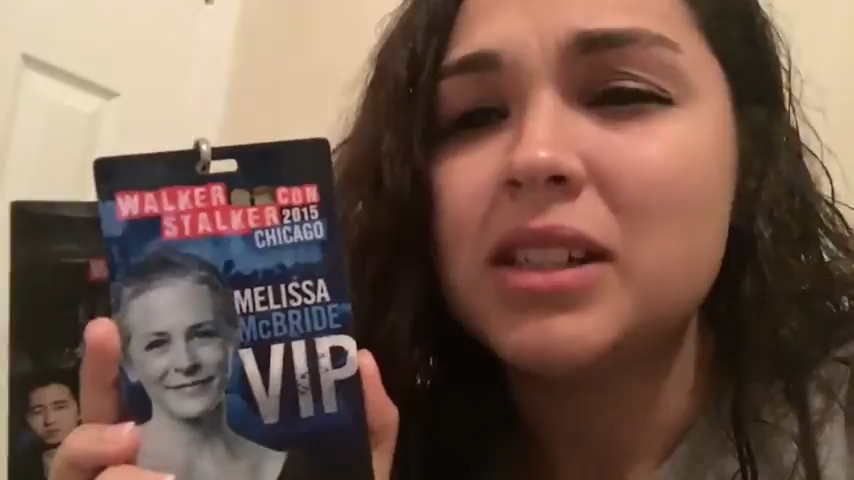 WALKER CON
STALKER 2015
CHICAGO
MELISSA
McBRIDE
VIP